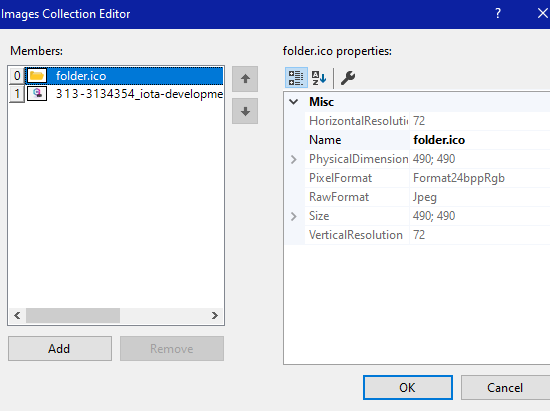 Images Collection Editor
? ×
Members:
0 folder.ico
1 313-3134354_iota-developme
Add
Remove
folder.ico properties:
Misc
HorizontalResolutio 72
Name folder.ico
PhysicalDimension 490; 490
PixelFormat Format24bppRgb
RawFormat Jpeg
Size 490; 490
VerticalResolution 72
OK
Cancel